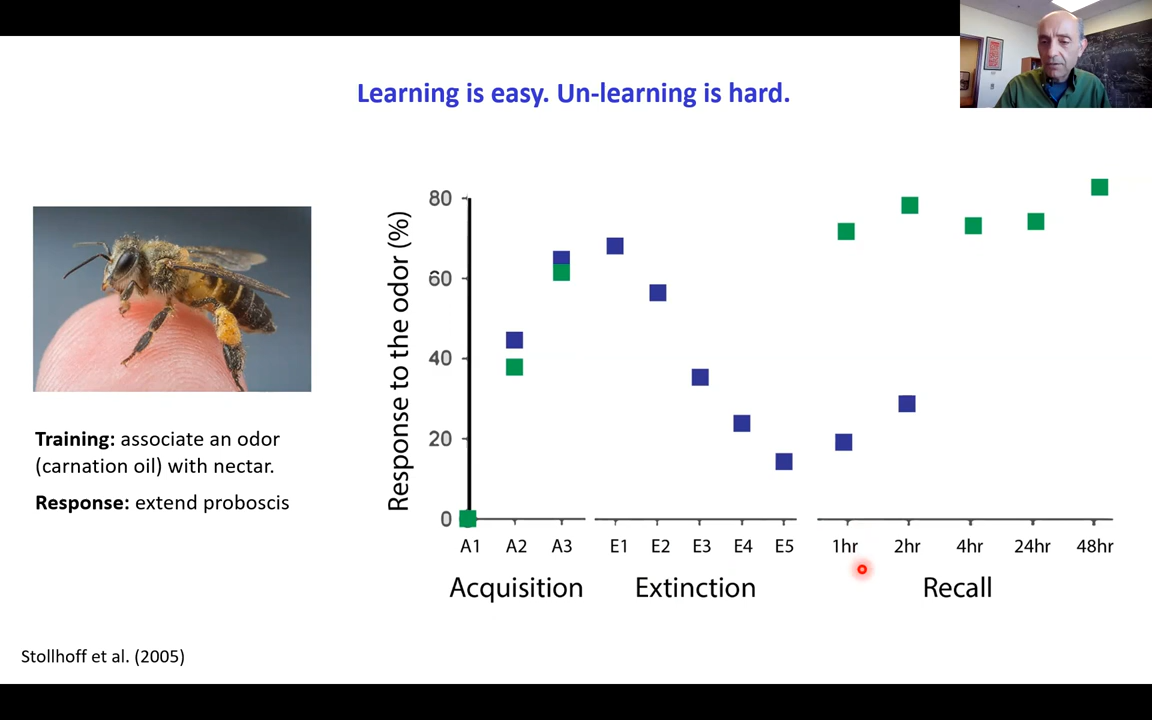 Learning is easy. Un-learning is hard.
Training: associate an odor
(carnation oil) with nectar.
Response: extend proboscis
Response to the odor (%)
80
60
40
20
0
A1 A2 A3 E1 E2 E3 E4 E5 1hr 2hr 4hr 24hr 48hr
Acquisition Extinction Recall
Stollhoff et al. (2005)